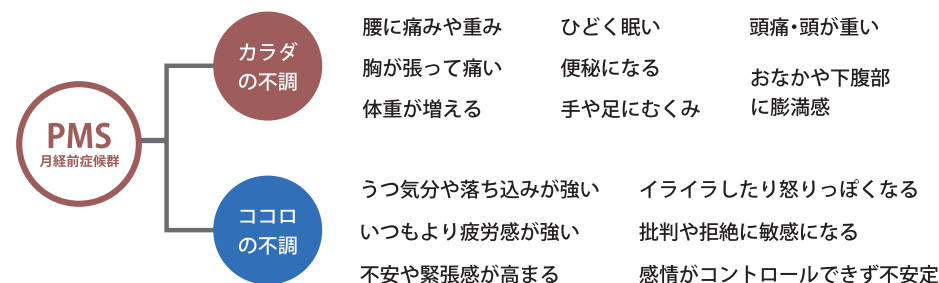 PMS
月経前症候群
カラダ
の不調
腰に痛みや重み
胸が張って痛い
体重が増える
ひどく眠い
便秘になる
手や足にむくみ
頭痛・頭が重い
おなかや下腹部
に膨満感
ココロ
の不調
うつ気分や落ち込みが強い
いつもより疲労感が強い
不安や緊張感が高まる
イライラしたり怒りっぽくなる
批判や拒絶に敏感になる
感情がコントロールできず不安定